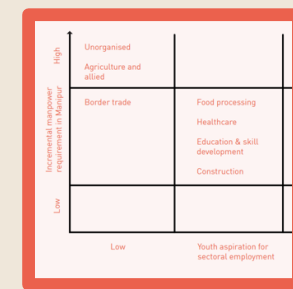 High
Incremental manpower
requirement in Manipur
Low
Unorganised
Agriculture and
allied
Border trade
Food processing
Healthcare
Education & skill
development
Construction
Low
Youth aspiration for
sectoral employment